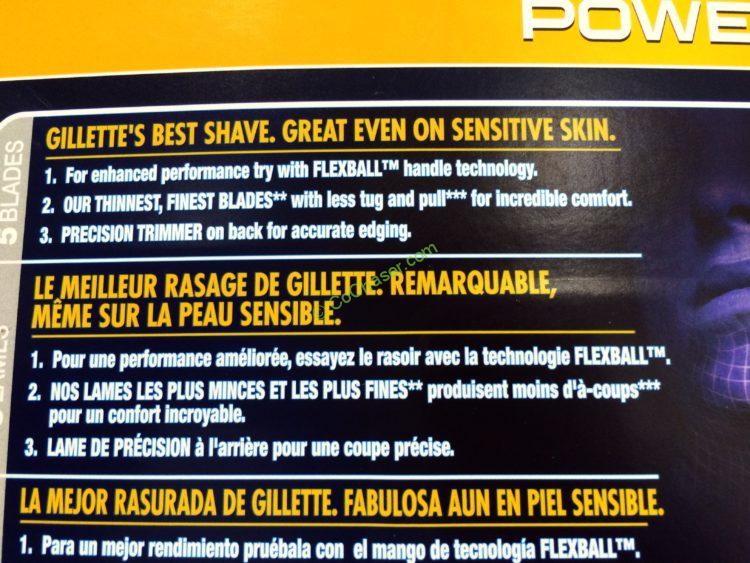 POWE
5 BLADES
GILLETTE'S BEST SHAVE. GREAT EVEN ON SENSITIVE SKIN.
1. For enhanced performance try with FLEXBALL™ handle technology.
2. OUR THINNEST, FINEST BLADES** with less tug and pull*** for incredible comfort.
3. PRECISION TRIMMER on back for accurate edging.
LE MEILLEUR RASAGE DE GILLETTE. REMARQUABLE,
MÊME SUR LA PEAU SENSIBLE.
1. Pour une performance améliorée, essayez le rasoir avec la technologie FLEXBALL™.
2. NOS LAMES LES PLUS MINCES ET LES PLUS FINES** produisent moins d'à-coups***
pour un confort incroyable.
3. LAME DE PRÉCISION à l'arrière pour une coupe précise.
LA MEJOR RASURADA DE GILLETTE. FABULOSA AUN EN PIEL SENSIBLE.
1. Para un mejor rendimiento pruébala con el mango de tecnología FLEXBALL™.